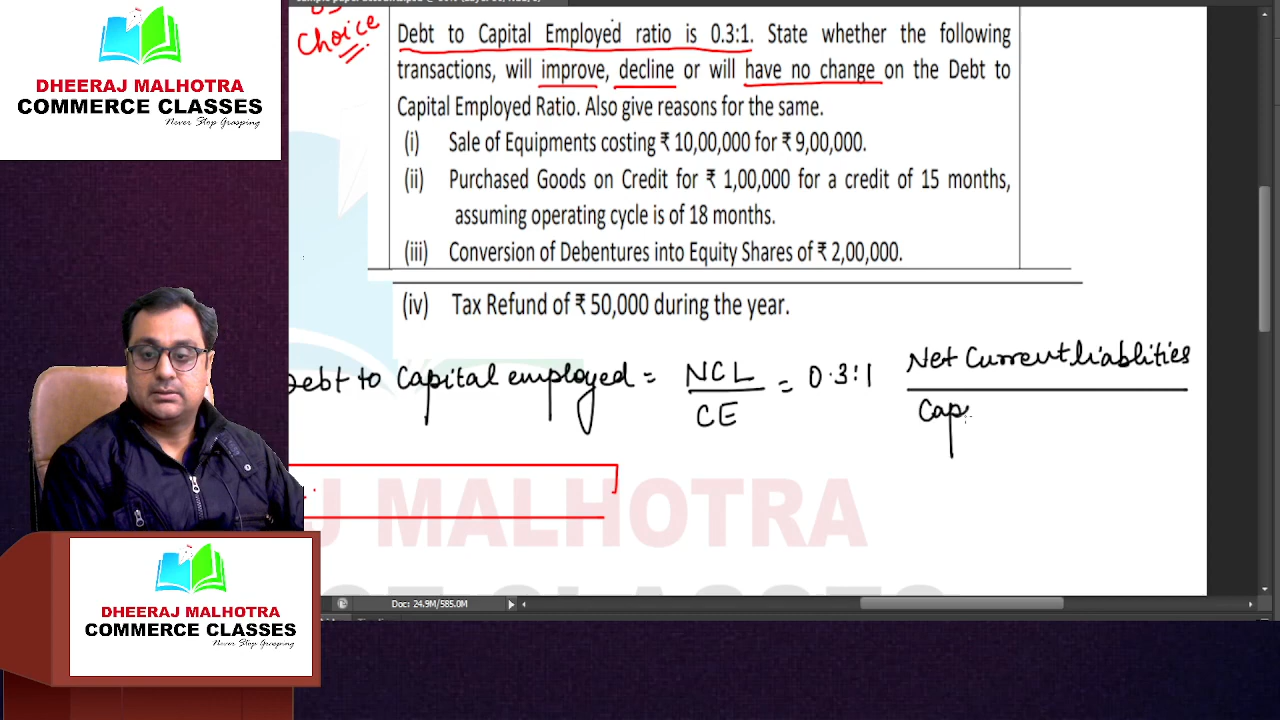 DHEERAJ MALHOTRA
COMMERCE CLASSES
Never Stop Grasping
Choice
Debt to Capital Employed ratio is 0.3:1. State whether the following
transactions, will improve, decline or will have no change on the Debt to
Capital Employed Ratio. Also give reasons for the same.
(i) Sale of Equipments costing ₹ 10,00,000 for ₹ 9,00,000.
(ii) Purchased Goods on Credit for ₹ 1,00,000 for a credit of 15 months,
assuming operating cycle is of 18 months.
(iii) Conversion of Debentures into Equity Shares of ₹ 2,00,000.
(iv) Tax Refund of ₹ 50,000 during the year.
Debt to Capital employed = NCL = 0.3:1 Net Current liablities
CE Cap
J MALHOTRA
CLASSES
Doc: 24.9M/585.0M
DHEERAJ MALHOTRA
COMMERCE CLASSES
Never Stop Grasping